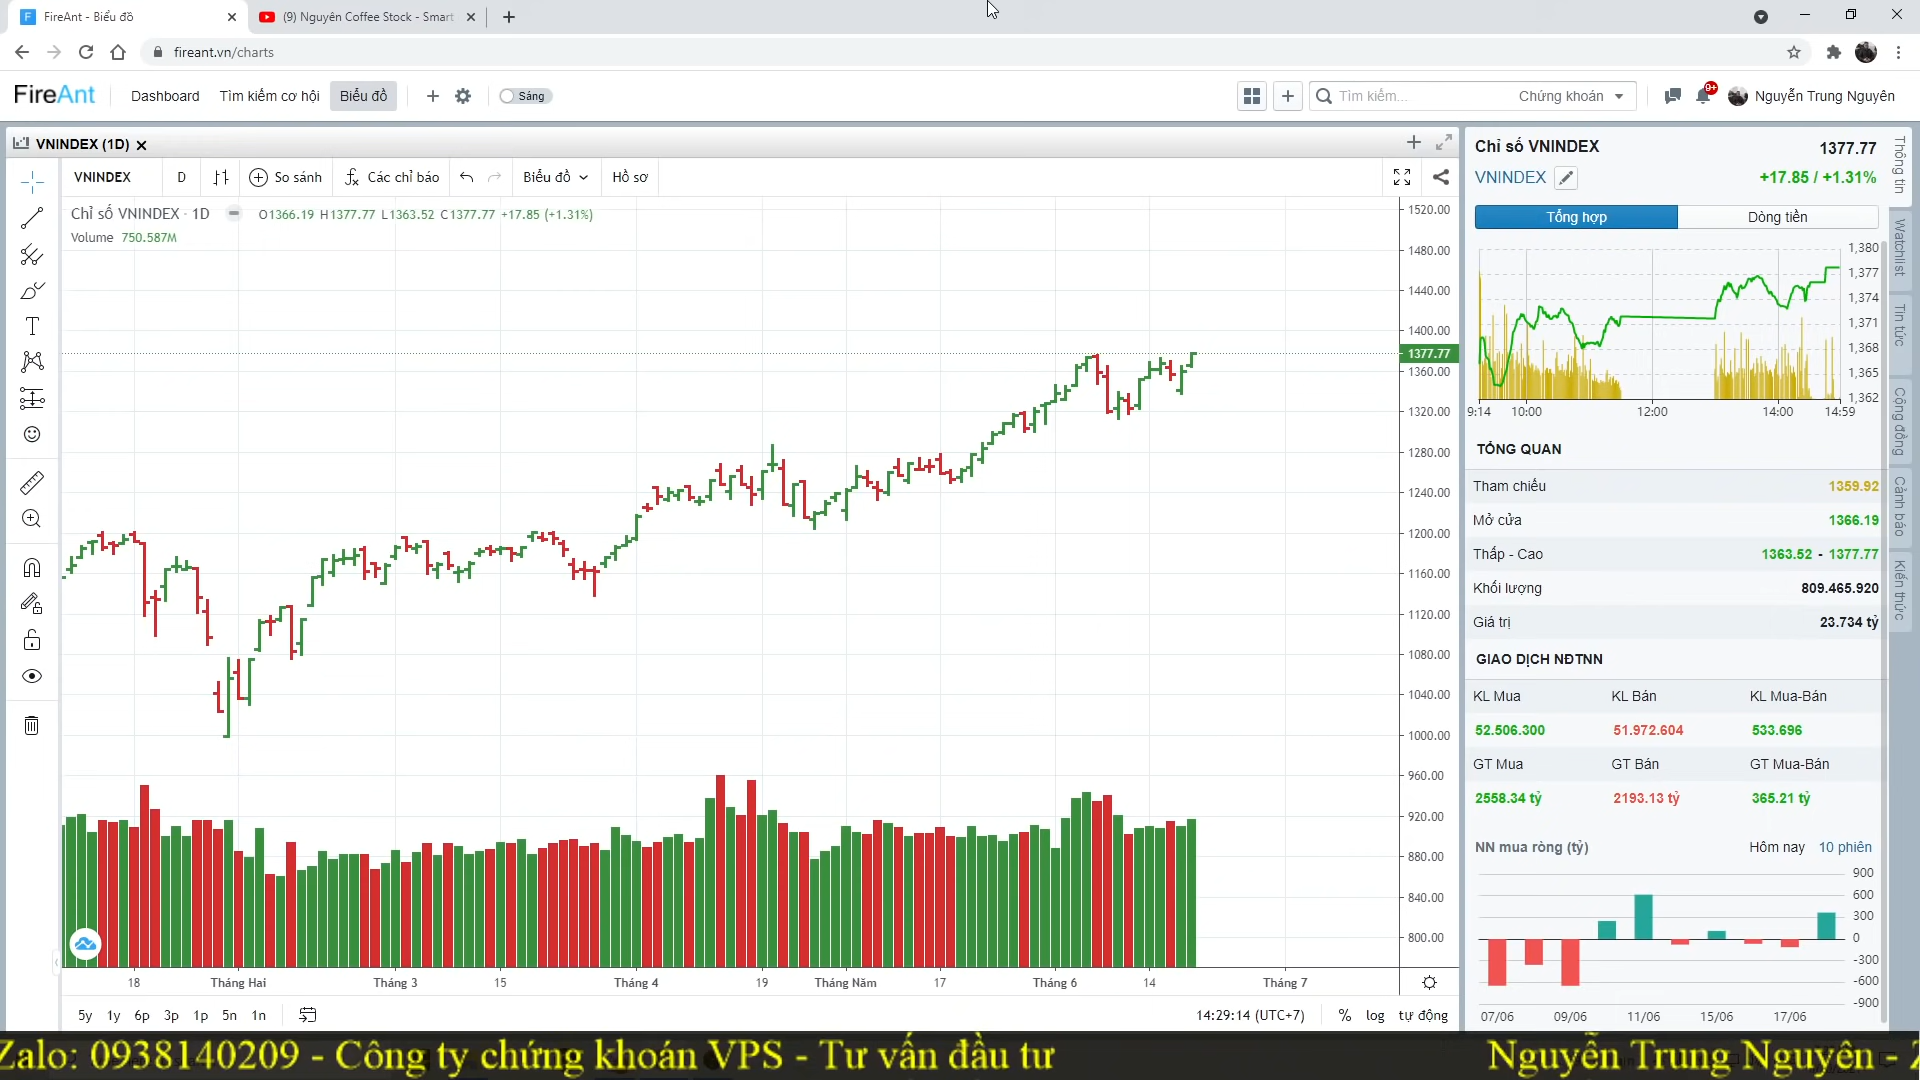 FireAnt - Biểu đồ
(9) Nguyên Coffee Stock - Smart
fireant.vn/charts
FireAnt
Dashboard
Tìm kiếm cơ hội
Biểu đồ
Sáng
Tìm kiếm...
Chứng khoán
9+
Nguyễn Trung Nguyên
VNINDEX (1D)
VNINDEX
D
So sánh
Các chỉ báo
Biểu đồ
Hồ sơ
Chỉ số VNINDEX · 1D
O1366.19 H1377.77 L1363.52 C1377.77 +17.85 (+1.31%)
Volume 750.587M
1520.00
1480.00
1440.00
1400.00
1377.77
1360.00
1320.00
1280.00
1240.00
1200.00
1160.00
1120.00
1080.00
1040.00
1000.00
960.00
920.00
880.00
840.00
800.00
18
Tháng Hai
Tháng 3
15
Tháng 4
19
Tháng Năm
17
Tháng 6
14
Tháng 7
5y 1y 6p 3p 1p 5n 1n
14:29:14 (UTC+7)
% log tự động
Chỉ số VNINDEX
1377.77
VNINDEX
+17.85 / +1.31%
Tổng hợp
Dòng tiền
1,380
1,377
1,374
1,371
1,368
1,365
1,362
9:14 10:00 12:00 14:00 14:59
TỔNG QUAN
Tham chiếu 1359.92
Mở cửa 1366.19
Thấp - Cao 1363.52 - 1377.77
Khối lượng 809.465.920
Giá trị 23.734 tỷ
GIAO DỊCH NĐTNN
KL Mua KL Bán KL Mua-Bán
52.506.300 51.972.604 533.696
GT Mua GT Bán GT Mua-Bán
2558.34 tỷ 2193.13 tỷ 365.21 tỷ
NN mua ròng (tỷ) Hôm nay 10 phiên
900
600
300
0
-300
-600
-900
07/06 09/06 11/06 15/06 17/06
Thông tin
Watchlist
Tin tức
Cộng đồng
Cảnh báo
Kiến thức
Zalo: 0938140209 - Công ty chứng khoán VPS - Tư vấn đầu tư
Nguyễn Trung Nguyên -